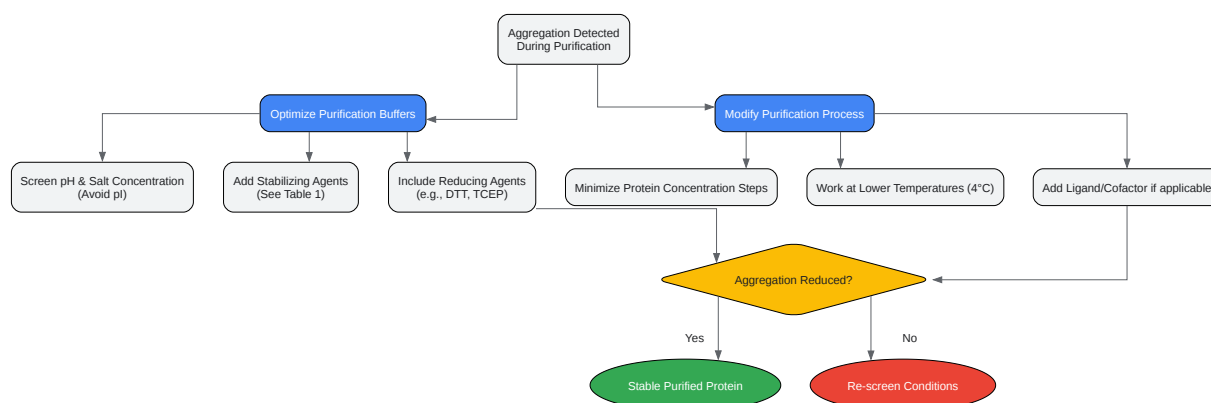 Aggregation Detected
During Purification
Optimize Purification Buffers
Modify Purification Process
Screen pH & Salt Concentration
(Avoid pI)
Add Stabilizing Agents
(See Table 1)
Include Reducing Agents
(e.g., DTT, TCEP)
Minimize Protein Concentration Steps
Work at Lower Temperatures (4°C)
Add Ligand/Cofactor if applicable
Aggregation Reduced?
Yes
No
Stable Purified Protein
Re-screen Conditions